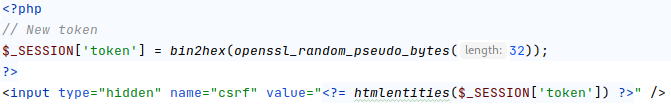 <?php
// New token
$_SESSION['token'] = bin2hex(openssl_random_pseudo_bytes( length: 32));
?>
<input type="hidden" name="csrf" value="<?= htmlentities($_SESSION['token']) ?>" />